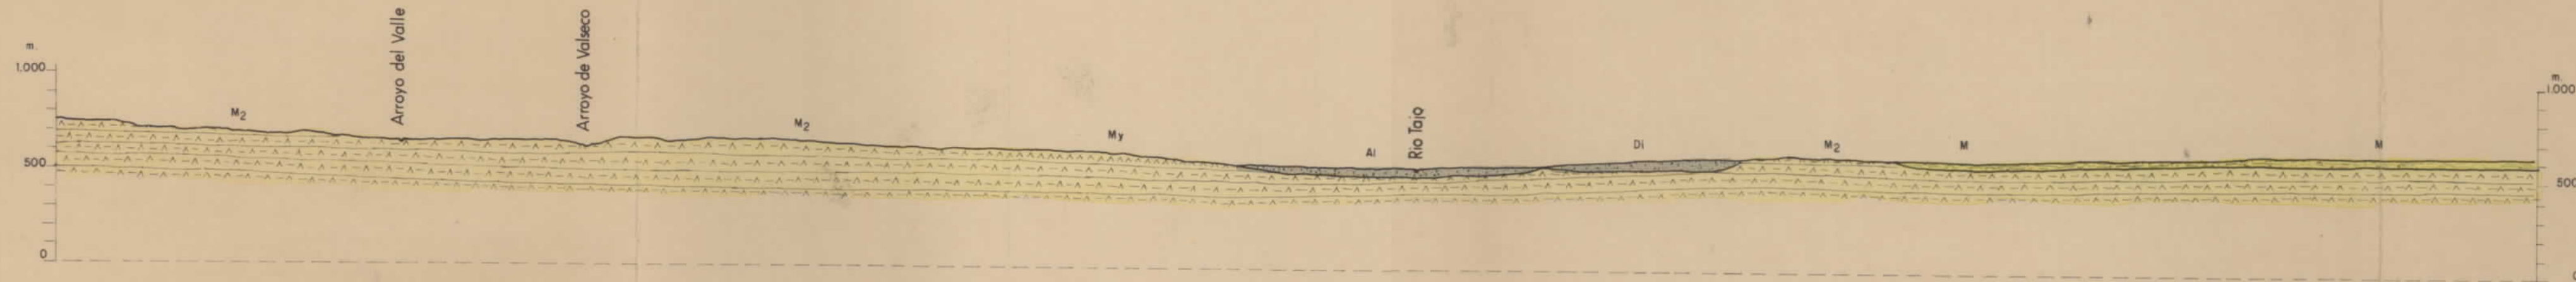 Arroyo del Valle
Arroyo de Valseco
Rio Tajo
m.
1.000
500
0
M2
M2
My
Al
Di
M2
M
M
m.
1.000
500
0